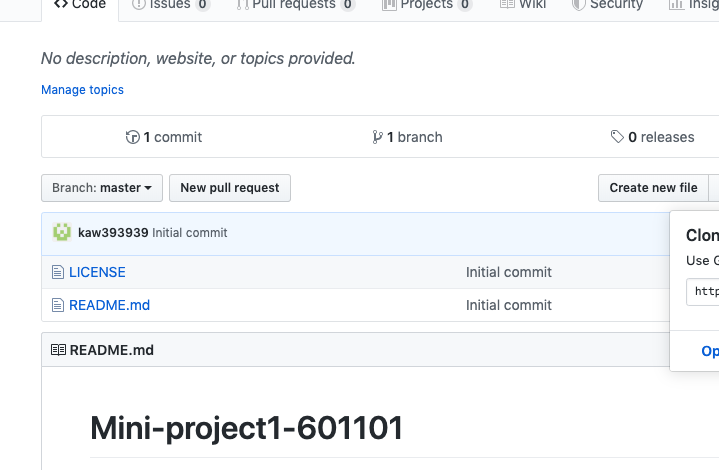 Code Issues 0 Pull requests 0 Projects 0 Wiki Security
No description, website, or topics provided.
Manage topics
1 commit 1 branch 0 releases
Branch: master New pull request Create new file
kaw393939 Initial commit
Clon
LICENSE Initial commit
Use G
README.md Initial commit
http
README.md
Op
Mini-project1-601101